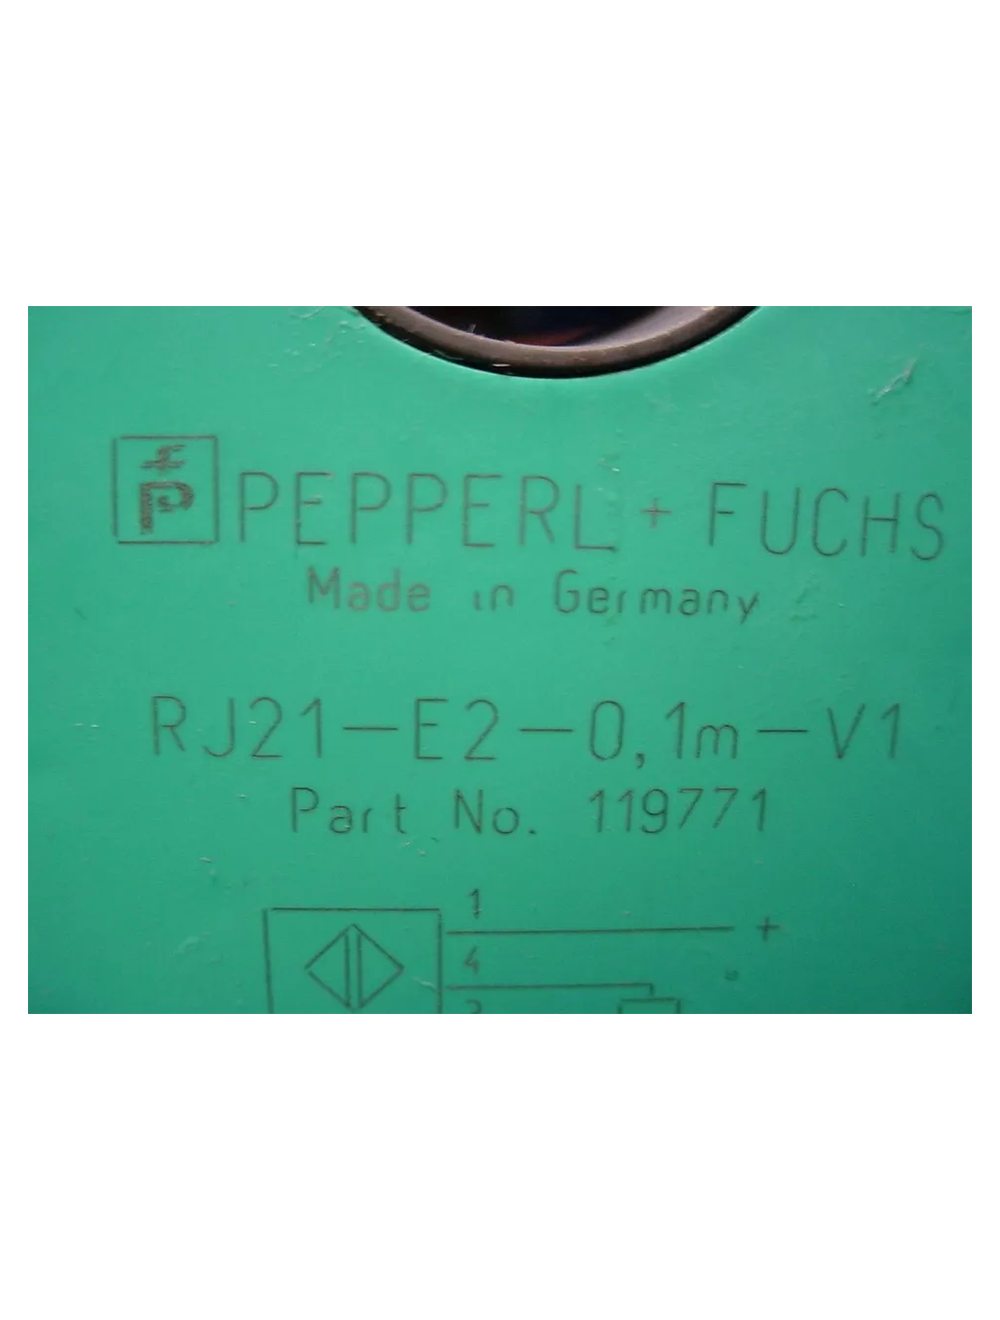 PEPPERL + FUCHS
Made in Germany
RJ21-E2-0,1m-V1
Part No. 119771
1
+
4